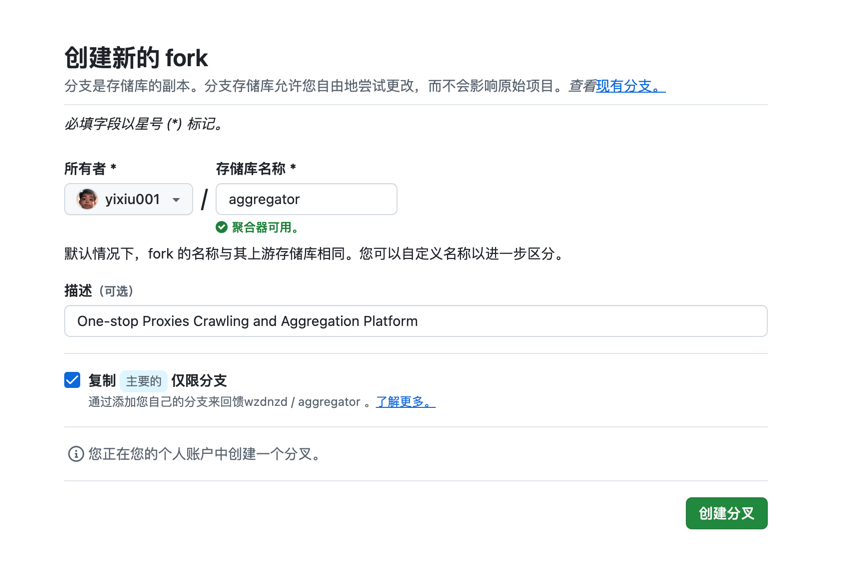 创建新的 fork
分支是存储库的副本。分支存储库允许您自由地尝试更改，而不会影响原始项目。查看现有分支。
必填字段以星号 (*) 标记。
所有者 *
存储库名称 *
yixiu001
/
aggregator
聚合器可用。
默认情况下，fork 的名称与其上游存储库相同。您可以自定义名称以进一步区分。
描述（可选）
One-stop Proxies Crawling and Aggregation Platform
复制 主要的 仅限分支
通过添加您自己的分支来回馈wzdnzd / aggregator 。了解更多。
您正在您的个人账户中创建一个分叉。
创建分叉